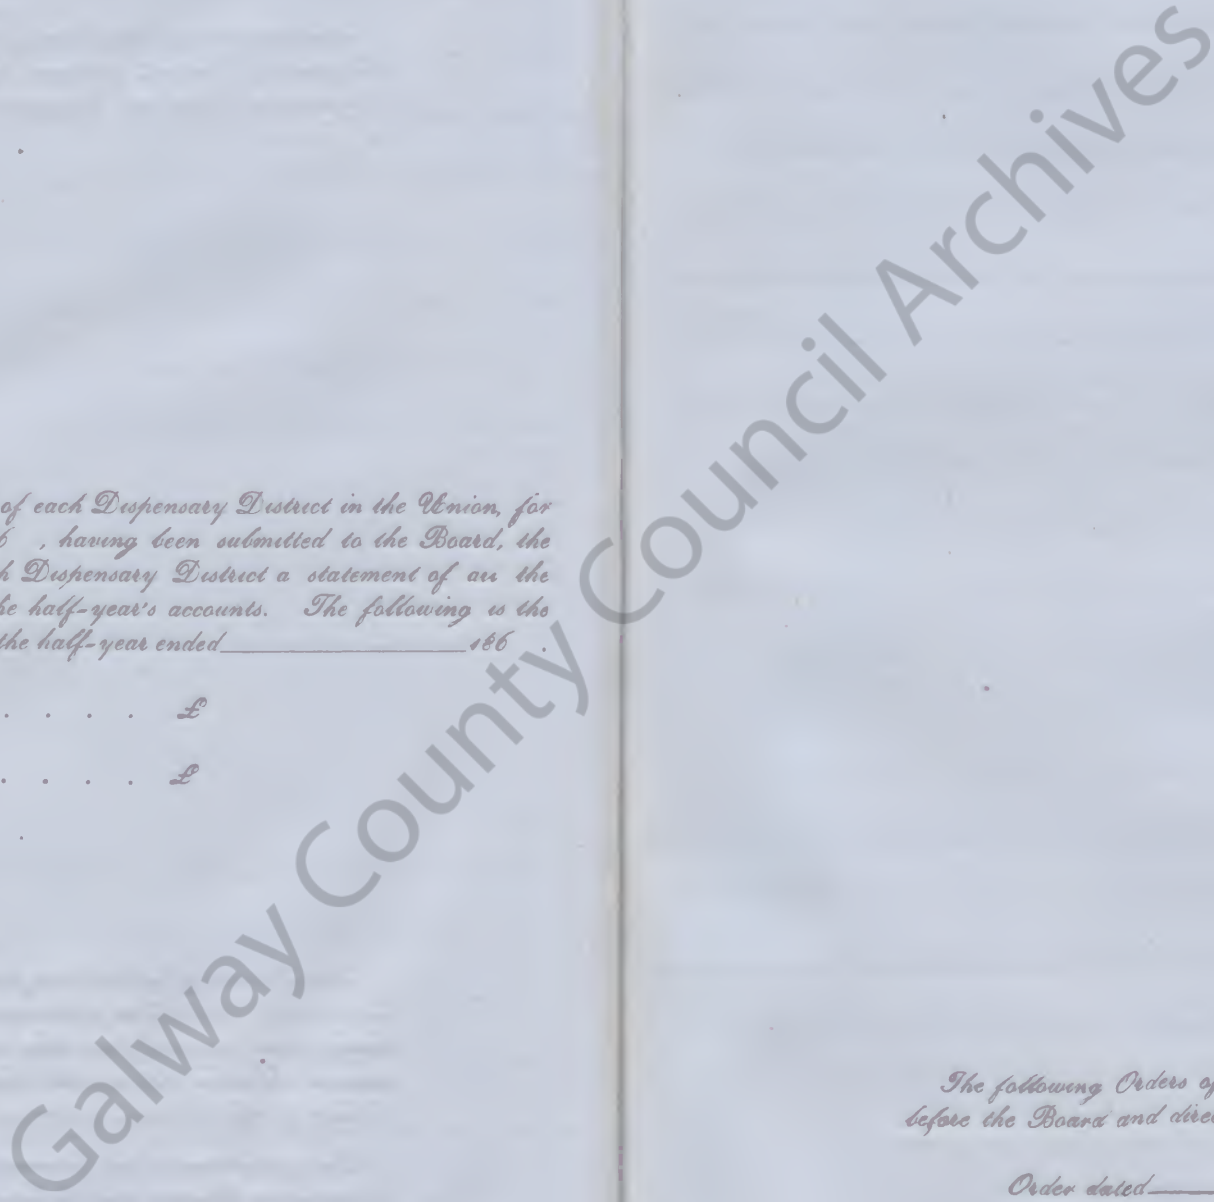 of each Dispensary District in the Union, for
6 , having been submitted to the Board, the
h Dispensary District a statement of all the
he half-year's accounts. The following is the
the half-year ended 186 .
. . . . £
. . . . £
The following Orders of
before the Board and direc
Order dated
Galway County Council Archives